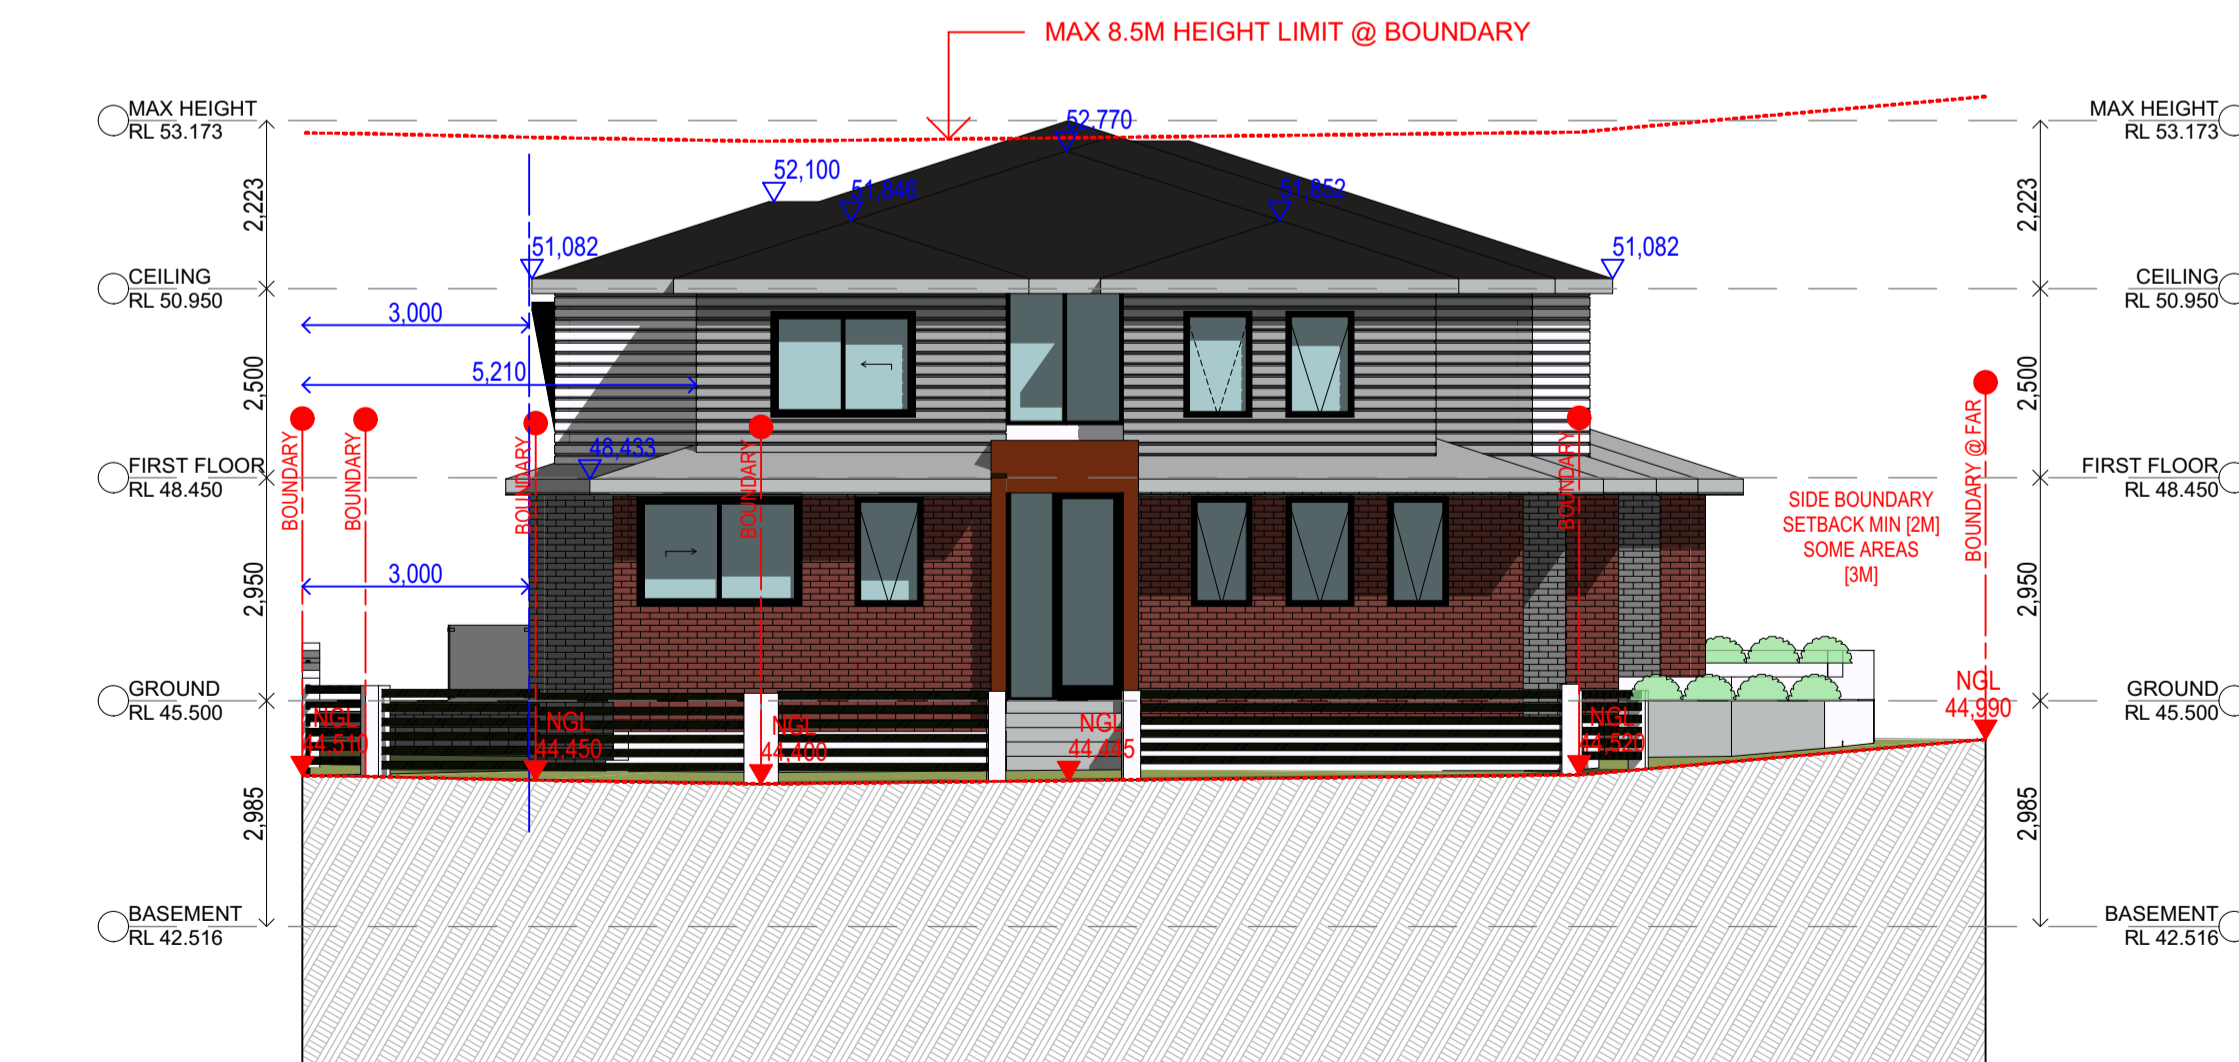 MAX 8.5M HEIGHT LIMIT @ BOUNDARY
MAX HEIGHT
RL 53.173
MAX HEIGHT
RL 53.173
52,770
52,100
51,846
51,852
2,223
2,223
51,082
51,082
CEILING
RL 50.950
CEILING
RL 50.950
3,000
5,210
2,500
2,500
BOUNDARY
BOUNDARY
BOUNDARY
BOUNDARY
BOUNDARY
BOUNDARY @ FAR
48,433
FIRST FLOOR
RL 48.450
FIRST FLOOR
RL 48.450
SIDE BOUNDARY
SETBACK MIN [2M]
SOME AREAS
[3M]
3,000
2,950
2,950
GROUND
RL 45.500
GROUND
RL 45.500
NGL
44,510
NGL
44,450
NGL
44,400
NGL
44,445
NGL
44,520
NGL
44,990
2,985
2,985
BASEMENT
RL 42.516
BASEMENT
RL 42.516